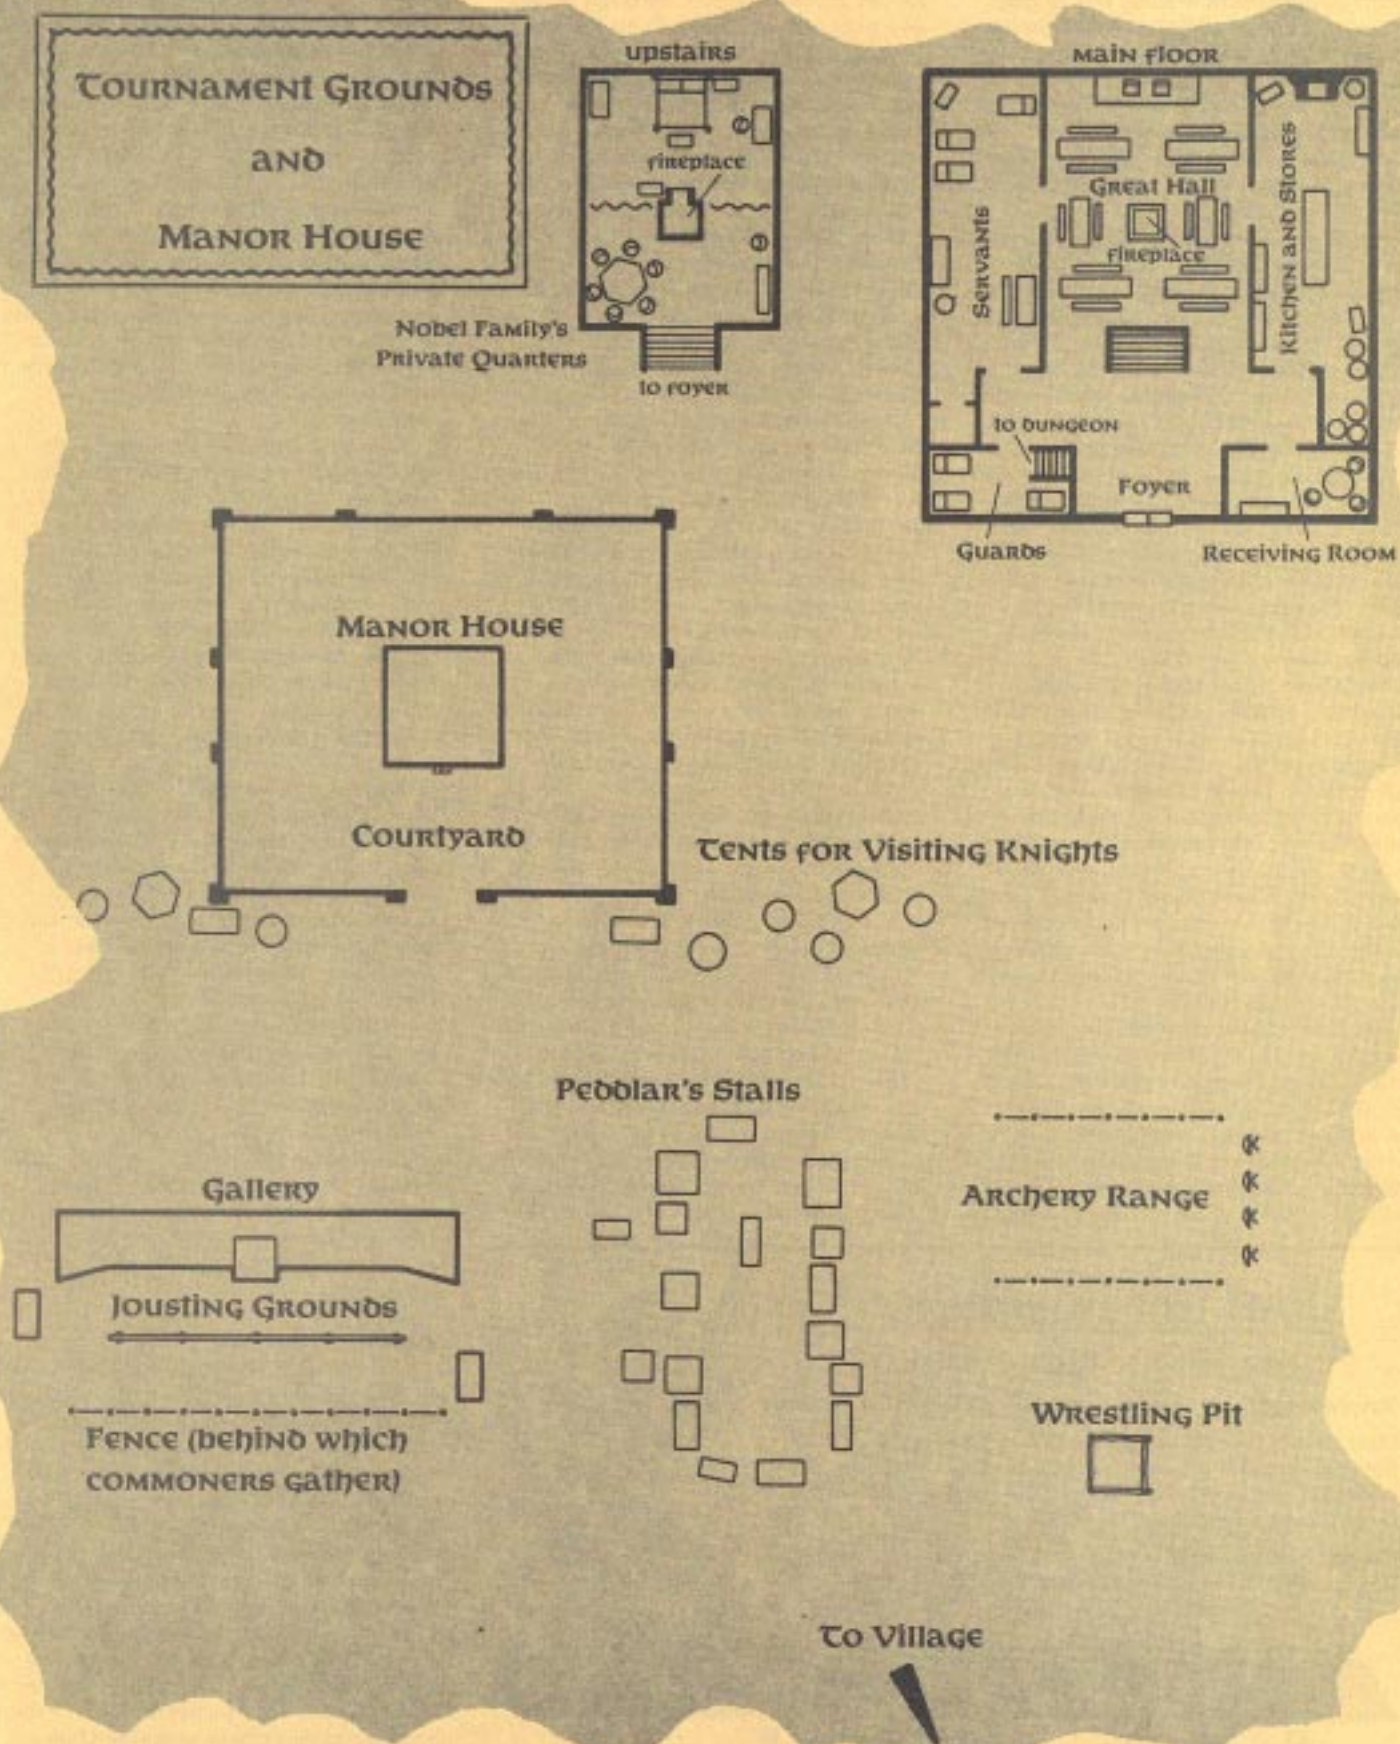 Tournament Grounds
and
Manor House
upstairs
fireplace
Nobel Family's
Private Quarters
to foyer
Main floor
Great Hall
fireplace
Servants
Kitchen and Stores
to dungeon
Foyer
Guards
Receiving Room
Manor House
Courtyard
Tents for Visiting Knights
Peddlar's Stalls
Gallery
Archery Range
Jousting Grounds
Fence (behind which
commoners gather)
Wrestling Pit
To Village